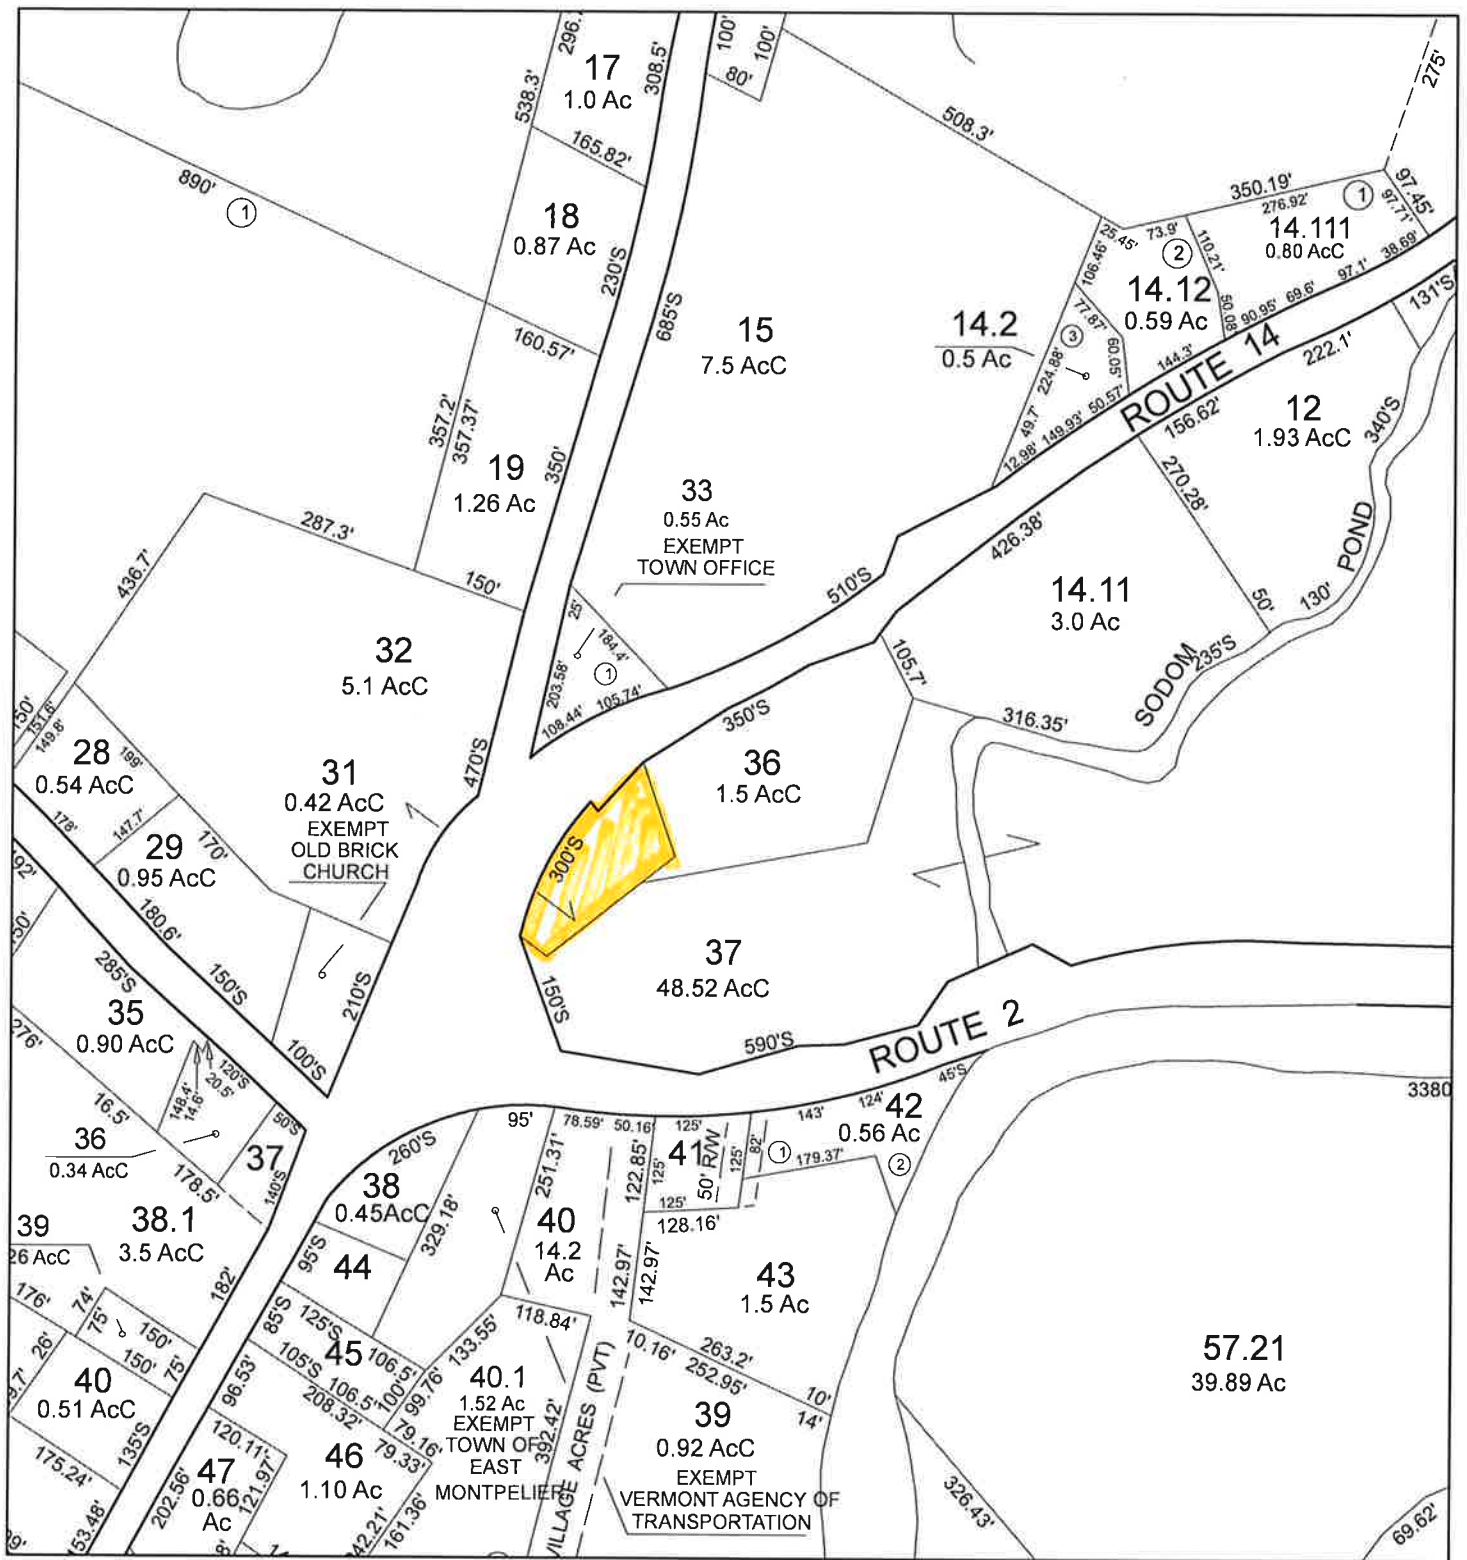 296.
17
1.0 Ac
308.5'
538.3'
165.82'
100'
100'
80'
508.3'
275'
890'
1
18
0.87 Ac
230'S
685'S
160.57'
15
7.5 AcC
350.19'
276.92'
1
97.45'
97.71'
14.111
0.80 AcC
38.69'
97.1'
69.6'
90.95'
25.45'
73.9'
110.21'
50.08
106.46'
2
14.12
0.59 Ac
77.87'
3
60.05'
224.88'
144.3'
14.2
0.5 Ac
49.7'
12.98'
149.93'
50.57'
ROUTE 14
131'S
222.1'
156.62'
12
1.93 AcC
340'S
270.28'
357.2'
357.37'
19
1.26 Ac
350'
33
0.55 Ac
EXEMPT
TOWN OFFICE
287.3'
436.7'
150'
510'S
426.38'
14.11
3.0 Ac
50'
130'
SODOM
POND
235'S
25'
184.4'
203.58'
1
108.44'
105.74'
32
5.1 AcC
105.7'
316.35'
350'S
36
1.5 AcC
470'S
150'
151.6'
149.8'
28
0.54 AcC
199'
178'
147.7'
31
0.42 AcC
EXEMPT
OLD BRICK
CHURCH
29
0.95 AcC
170'
180.6'
300'S
37
48.52 AcC
150'S
590'S
ROUTE 2
92'
50'
285'S
150'S
210'S
100'S
35
0.90 AcC
276'
120'S
20.5'
148.4'
14.6'
16.5'
36
0.34 AcC
50'S
37
140'S
178.5'
260'S
95'
78.59'
50.16'
125'
143'
124'
45'S
42
0.56 Ac
2
1
179.37'
82'
41
50' R/W
125'
125'
125'
128.16'
122.85'
251.31'
38
0.45AcC
329.18'
3380
39
26 AcC
38.1
3.5 AcC
182'
95'S
44
40
14.2
Ac
142.97'
142.97'
43
1.5 Ac
176'
74'
75'
150'
150'
75'
26'
85'S
125'S
45
105'S
106.5'
106.5'
133.55'
118.84'
10.16'
263.2'
252.95'
10'
14'
57.21
39.89 Ac
9.7'
40
0.51 AcC
96.53'
208.32'
100'
99.76'
79.16'
79.33'
40.1
1.52 Ac
EXEMPT
TOWN OF
EAST
MONTPELIER
392.42'
VILLAGE ACRES (PVT)
39
0.92 AcC
EXEMPT
VERMONT AGENCY OF
TRANSPORTATION
135'S
175.24'
120.11'
121.97'
47
0.66
Ac
202.56'
46
1.10 Ac
161.36'
42.21'
53.48'
326.43'
69.62'